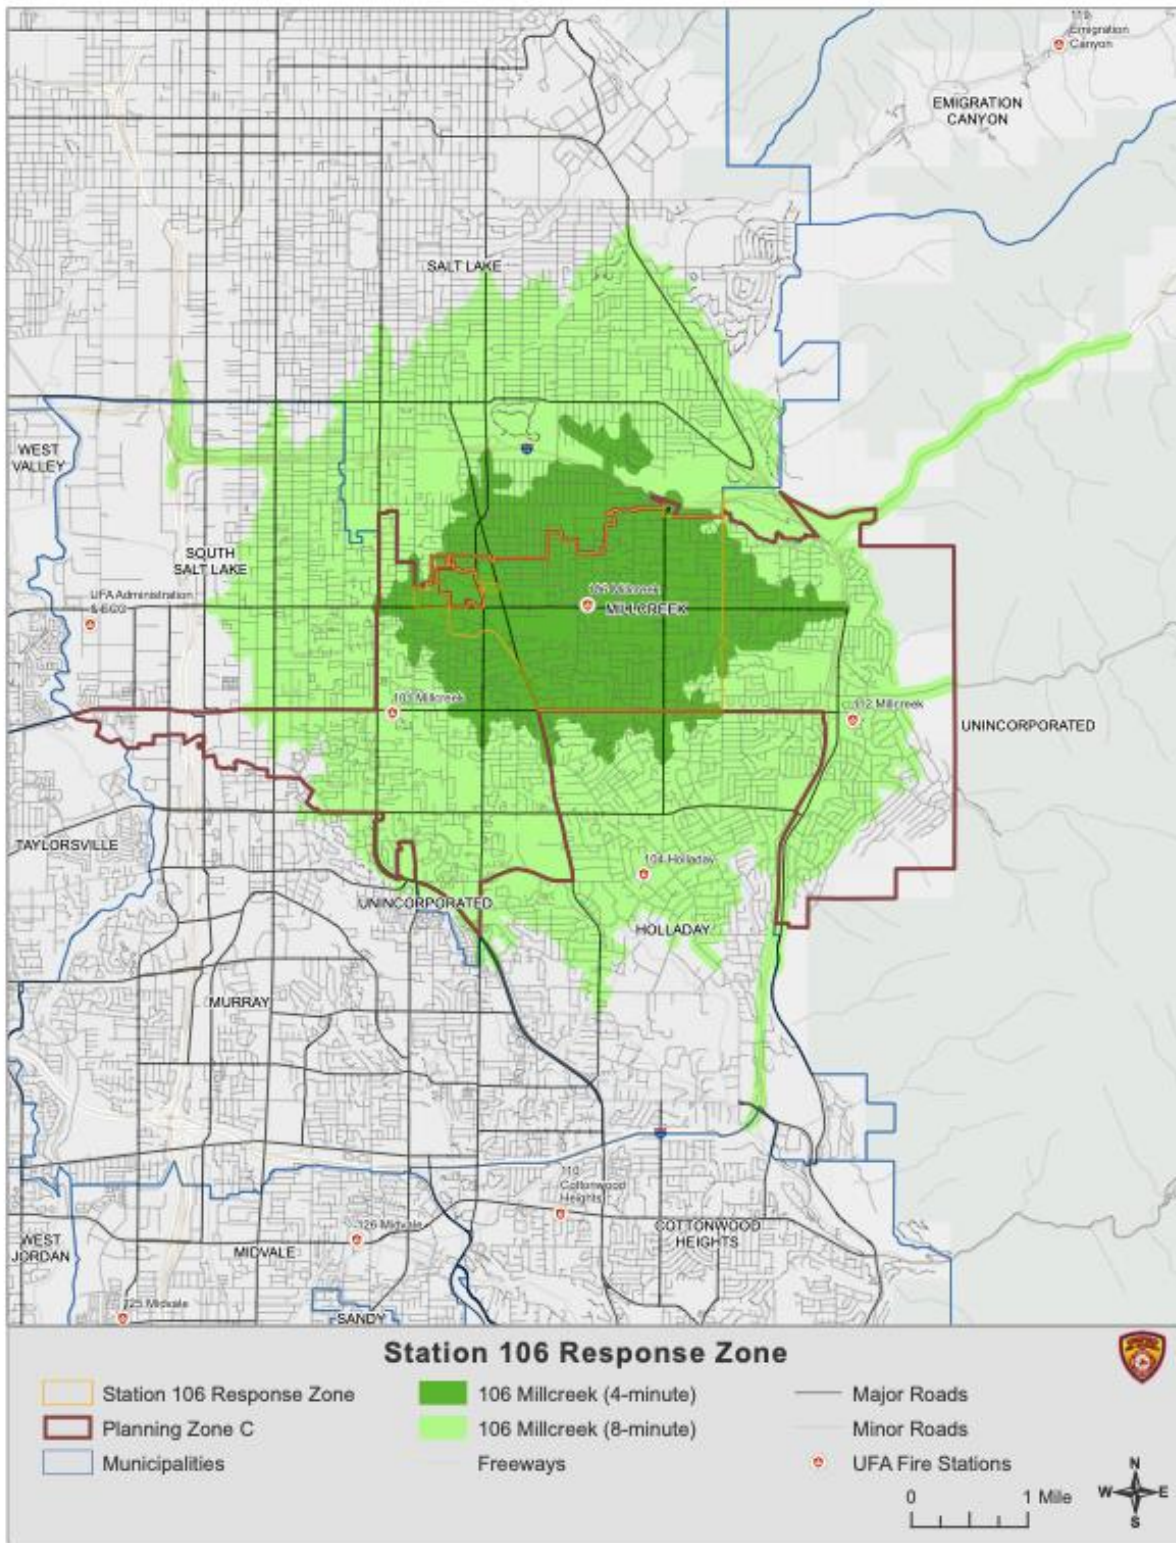 119
Emigration
Canyon
EMIGRATION
CANYON
SALT LAKE
WEST
VALLEY
SOUTH
SALT LAKE
UFA Administration
& ECC
106 Millcreek
MILLCREEK
103 Millcreek
112 Millcreek
UNINCORPORATED
TAYLORSVILLE
104 Holladay
UNINCORPORATED
HOLLADAY
MURRAY
110
Cottonwood
Heights
126 Midvale
COTTONWOOD
HEIGHTS
WEST
JORDAN
MIDVALE
125 Midvale
SANDY
Station 106 Response Zone
Station 106 Response Zone
106 Millcreek (4-minute)
Major Roads
Planning Zone C
106 Millcreek (8-minute)
Minor Roads
Municipalities
Freeways
UFA Fire Stations
0 1 Mile
N
W E
S